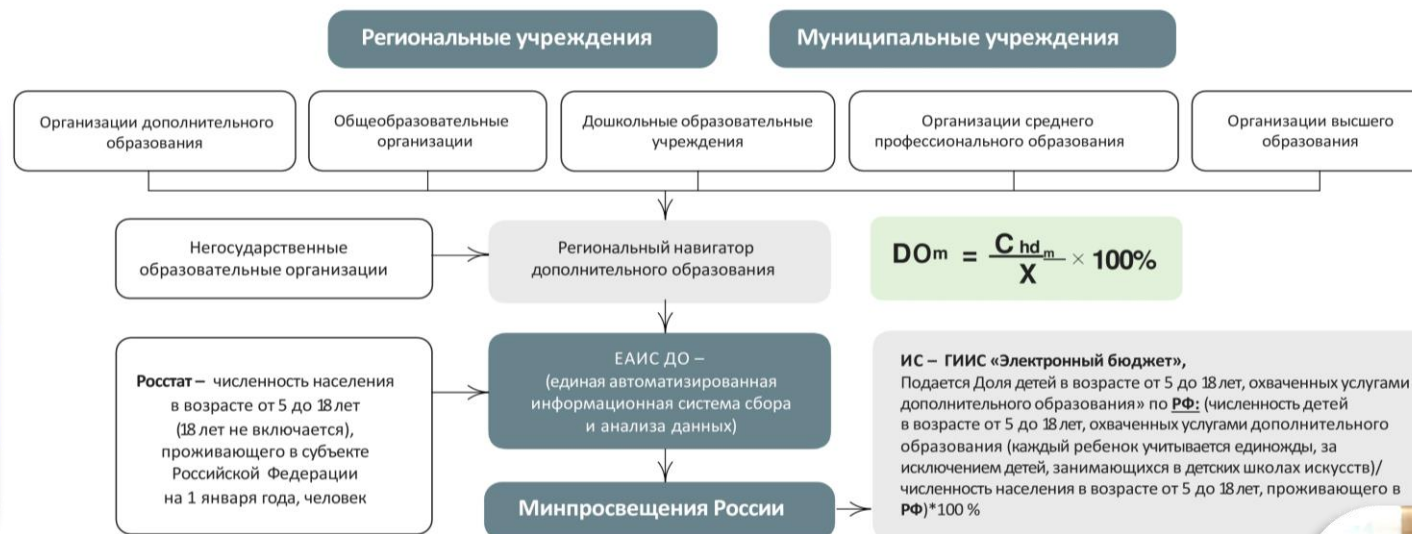 Региональные учреждения
Муниципальные учреждения
Организации дополнительного
образования
Общеобразовательные
организации
Дошкольные образовательные
учреждения
Организации среднего
профессионального образования
Организации высшего
образования
Негосударственные
образовательные организации
Региональный навигатор
дополнительного образования
DOm = C hd m / X × 100%
Росстат – численность населения
в возрасте от 5 до 18 лет
(18 лет не включается),
проживающего в субъекте
Российской Федерации
на 1 января года, человек
ЕАИС ДО –
(единая автоматизированная
информационная система сбора
и анализа данных)
Минпросвещения России
ИС – ГИИС «Электронный бюджет»,
Подается Доля детей в возрасте от 5 до 18 лет, охваченных услугами
дополнительного образования» по РФ: (численность детей
в возрасте от 5 до 18 лет, охваченных услугами дополнительного
образования (каждый ребенок учитывается единожды, за
исключением детей, занимающихся в детских школах искусств)/
численность населения в возрасте от 5 до 18 лет, проживающего в
РФ)*100 %